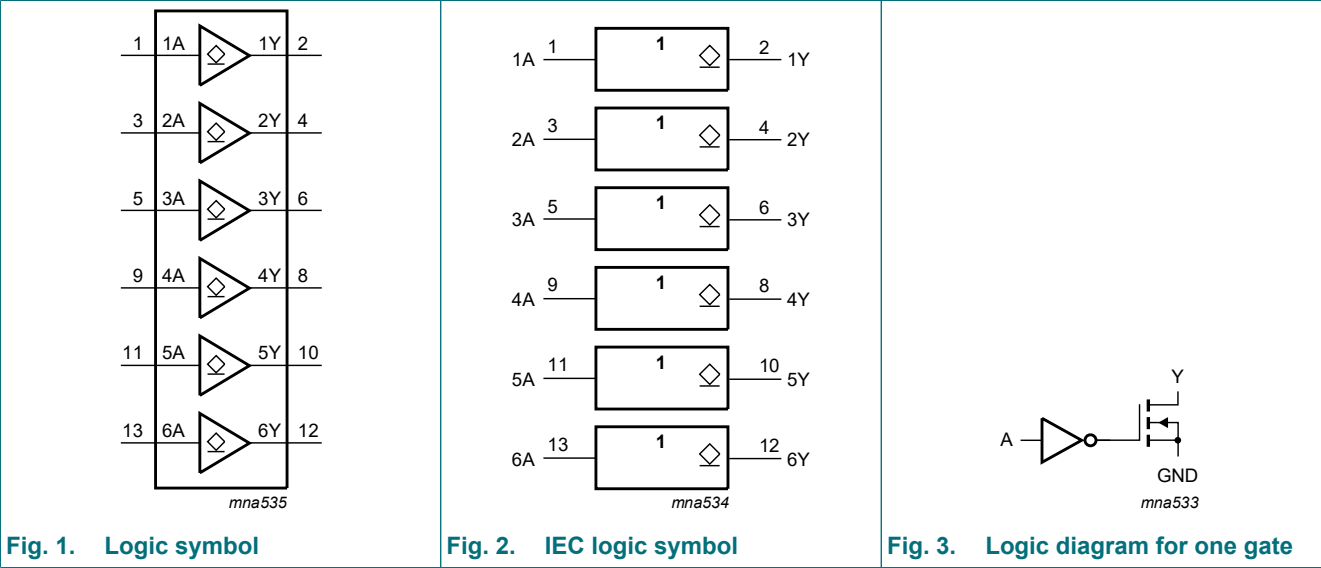 1 1A 1Y 2
3 2A 2Y 4
5 3A 3Y 6
9 4A 4Y 8
11 5A 5Y 10
13 6A 6Y 12
mna535
Fig. 1. Logic symbol
1A 1 1 2 1Y
2A 3 1 4 2Y
3A 5 1 6 3Y
4A 9 1 8 4Y
5A 11 1 10 5Y
6A 13 1 12 6Y
mna534
Fig. 2. IEC logic symbol
Y
A
GND
mna533
Fig. 3. Logic diagram for one gate